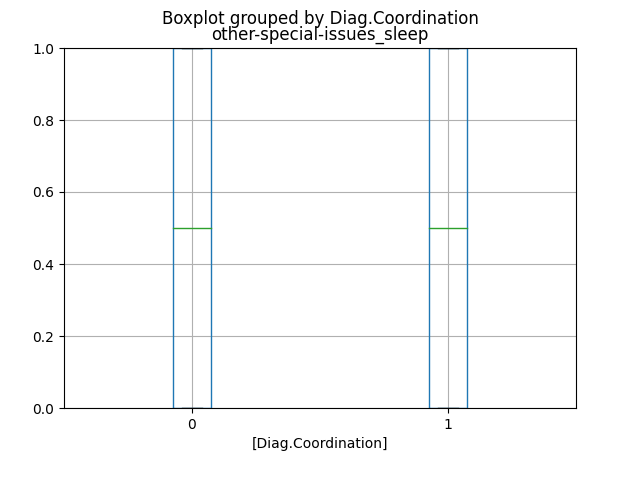 Boxplot grouped by Diag.Coordination
other-special-issues_sleep
1.0
0.8
0.6
0.4
0.2
0.0
0 1
[Diag.Coordination]